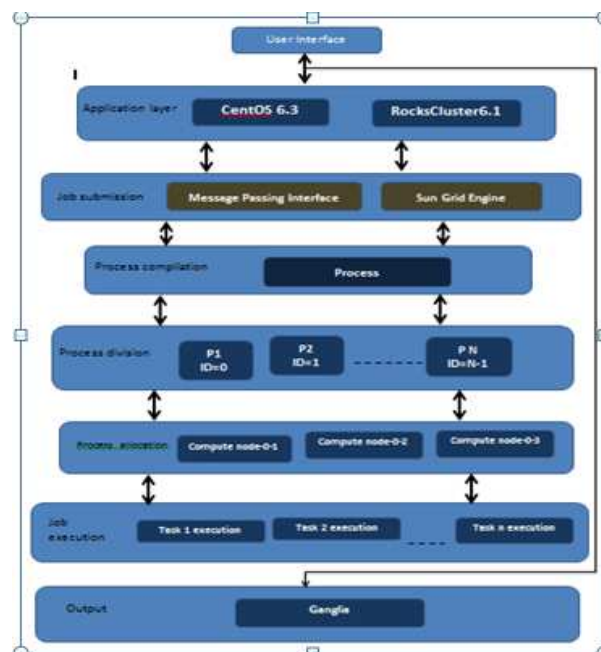 User Interface
Application layer
CentOS 6.3
RocksCluster6.1
Job submission
Message Passing Interface
Sun Grid Engine
Process compilation
Process
Process division
P1
ID=0
P2
ID=1
P N
ID=N-1
allocation
Compute node-0-1
Compute node-0-2
Compute node-0-3
Job
execution
Task 1 execution
Task 2 execution
Task n execution
Output
Ganglia